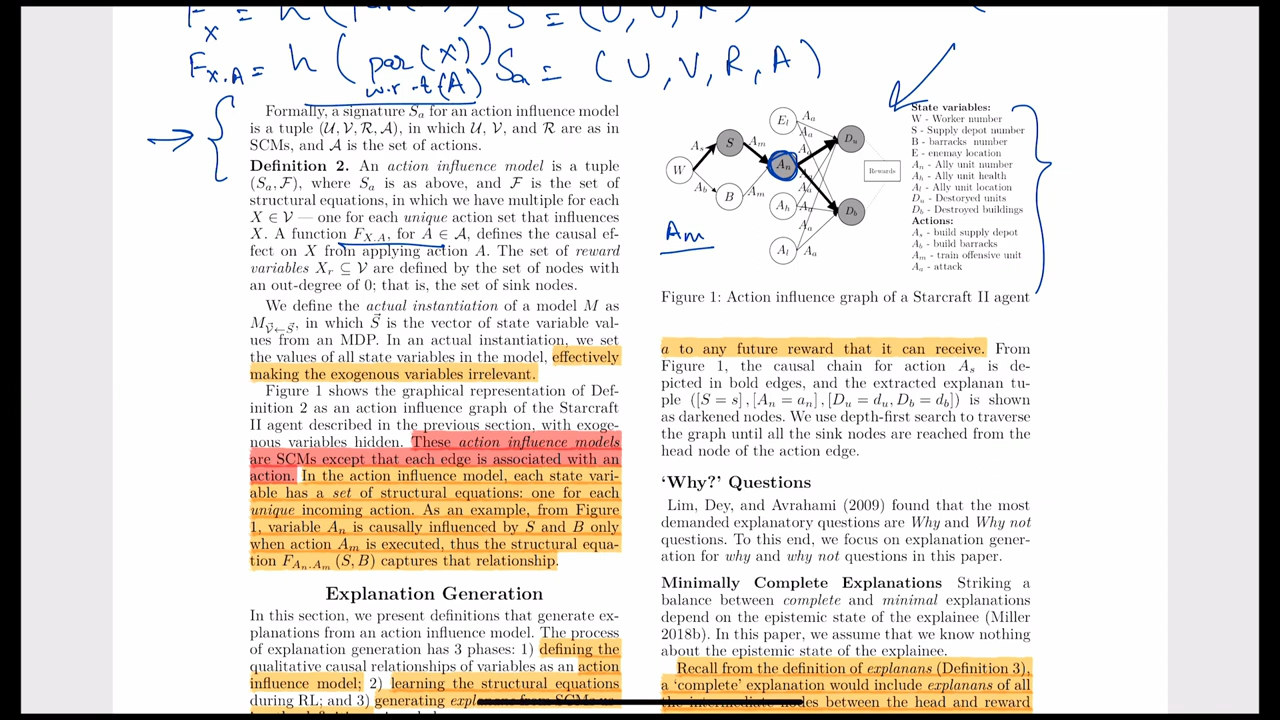 F_X = h (par( ) S = (U, V, R)
F_{X.A} = h (par(X)) S_a = (U, V, R, A)
w.r.t(A)
Formally, a signature S_a for an action influence model
is a tuple (U, V, R, A), in which U, V, and R are as in
SCMs, and A is the set of actions.
Definition 2. An action influence model is a tuple
(S_a, F), where S_a is as above, and F is the set of
structural equations, in which we have multiple for each
X ∈ V — one for each unique action set that influences
X. A function F_{X.A}, for A ∈ A, defines the causal ef-
fect on X from applying action A. The set of reward
variables X_r ⊆ V are defined by the set of nodes with
an out-degree of 0; that is, the set of sink nodes.
We define the actual instantiation of a model M as
M_{V⃗←S⃗}, in which S⃗ is the vector of state variable val-
ues from an MDP. In an actual instantiation, we set
the values of all state variables in the model, effectively
making the exogenous variables irrelevant.
Figure 1 shows the graphical representation of Def-
inition 2 as an action influence graph of the Starcraft
II agent described in the previous section, with exoge-
nous variables hidden. These action influence models
are SCMs except that each edge is associated with an
action. In the action influence model, each state vari-
able has a set of structural equations: one for each
unique incoming action. As an example, from Figure
1, variable A_n is causally influenced by S and B only
when action A_m is executed, thus the structural equa-
tion F_{A_n.A_m}(S, B) captures that relationship.
Explanation Generation
In this section, we present definitions that generate ex-
planations from an action influence model. The process
of explanation generation has 3 phases: 1) defining the
qualitative causal relationships of variables as an action
influence model; 2) learning the structural equations
during RL; and 3) generating
W
A_s
A_b
S
B
A_m
A_m
E_l
A_n
A_h
A_l
A_a
A_a
A_a
A_a
D_u
D_b
Rewards
Am
State variables:
W - Worker number
S - Supply depot number
B - barracks number
E - enemay location
A_n - Ally unit number
A_h - Ally unit health
A_l - Ally unit location
D_u - Destoryed units
D_b - Destroyed buildings
Actions:
A_s - build supply depot
A_b - build barracks
A_m - train offensive unit
A_a - attack
Figure 1: Action influence graph of a Starcraft II agent
a to any future reward that it can receive. From
Figure 1, the causal chain for action A_s is de-
picted in bold edges, and the extracted explanan tu-
ple ([S = s], [A_n = a_n], [D_u = d_u, D_b = d_b]) is shown
as darkened nodes. We use depth-first search to traverse
the graph until all the sink nodes are reached from the
head node of the action edge.
‘Why?’ Questions
Lim, Dey, and Avrahami (2009) found that the most
demanded explanatory questions are Why and Why not
questions. To this end, we focus on explanation gener-
ation for why and why not questions in this paper.
Minimally Complete Explanations Striking a
balance between complete and minimal explanations
depend on the epistemic state of the explainee (Miller
2018b). In this paper, we assume that we know nothing
about the epistemic state of the explainee.
Recall from the definition of explanans (Definition 3),
a ‘complete’ explanation would include explanans of all
the intermediate nodes between the head and reward